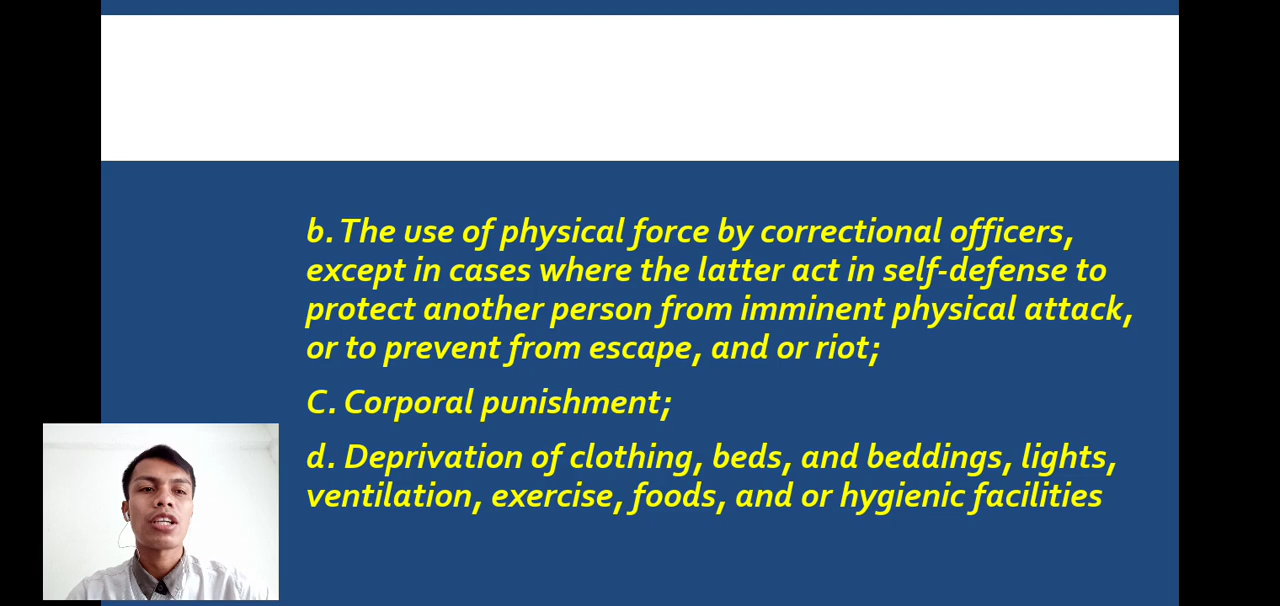 b. The use of physical force by correctional officers,
except in cases where the latter act in self-defense to
protect another person from imminent physical attack,
or to prevent from escape, and or riot;
C. Corporal punishment;
d. Deprivation of clothing, beds, and beddings, lights,
ventilation, exercise, foods, and or hygienic facilities